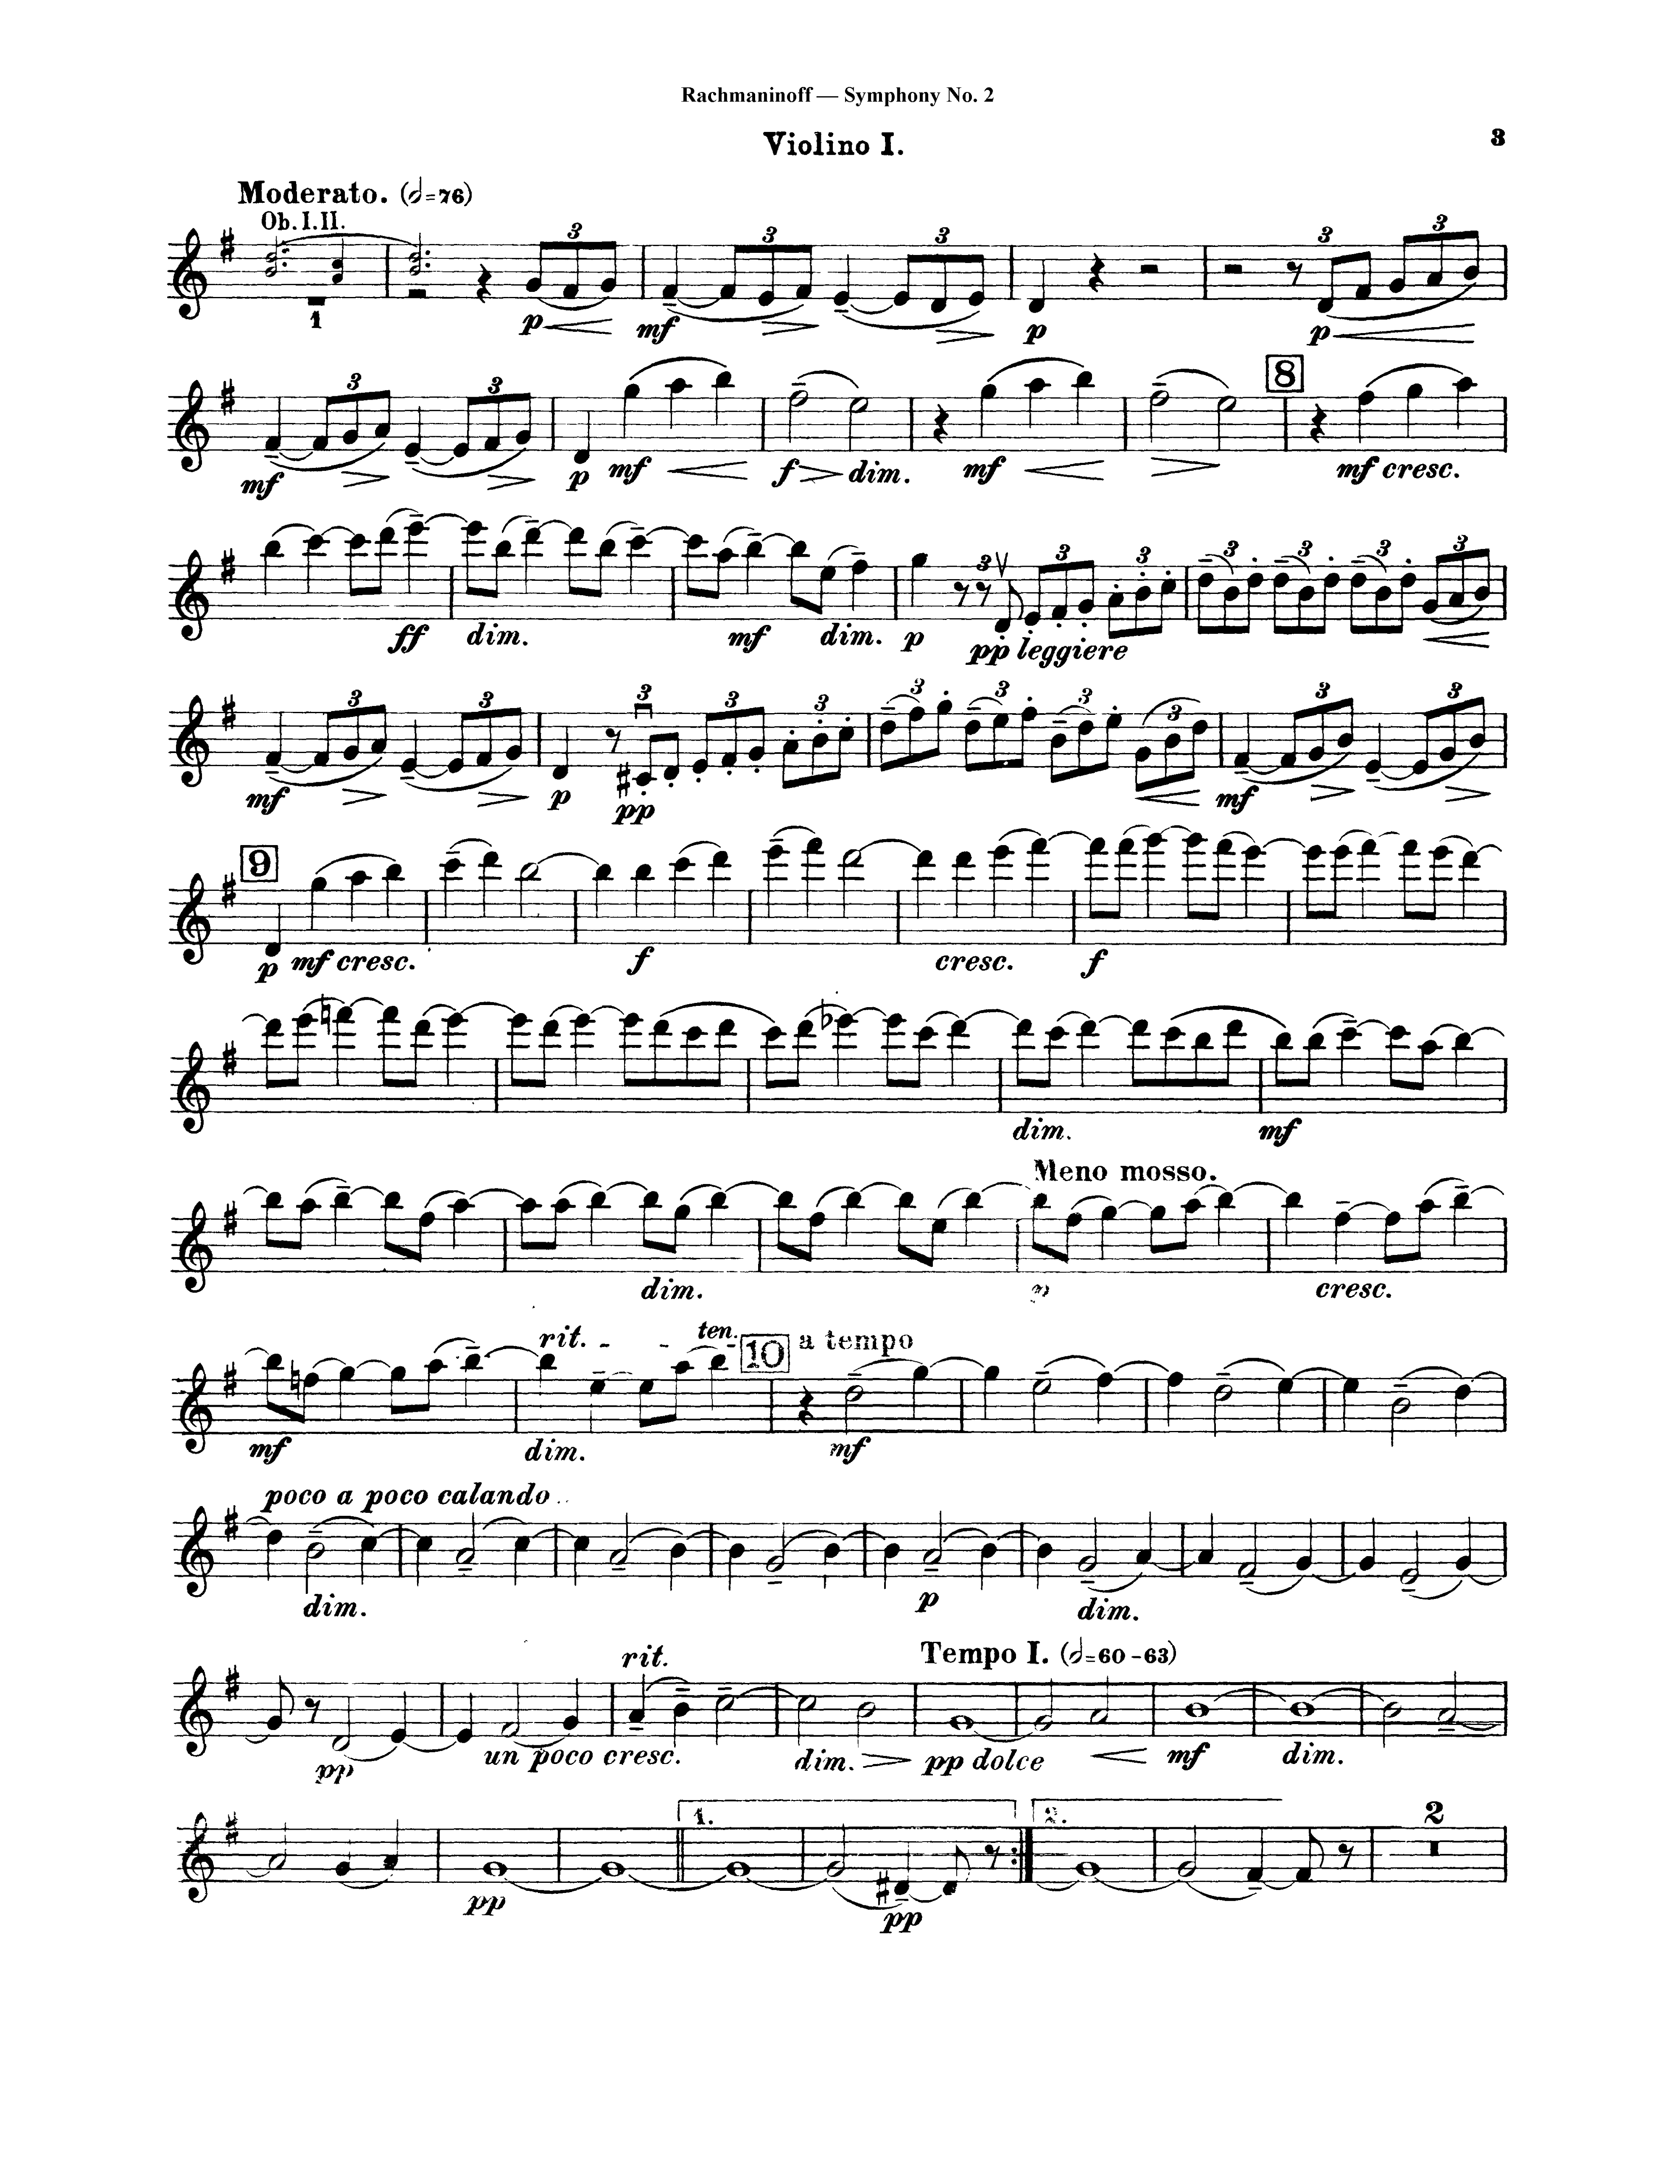 Rachmaninoff — Symphony No. 2
Violino I.
3
Moderato. (𝅗𝅥=76)
Ob. I. II.
3 3 3 3 3
1 p mf p p
8
3 3
mf p mf f dim. mf mf cresc.
3 3 3 3 3 3 3
ff dim. mf dim. p pp leggiere
3 3 3 3 3 3 3 3 3 3 3
mf p pp mf
9
p mf cresc. f cresc. f
dim. mf
Meno mosso.
dim. cresc.
rit. ten. 10 a tempo
mf dim. mf
poco a poco calando
dim. p dim.
rit. Tempo I. (𝅗𝅥=60-63)
pp un poco cresc. dim. pp dolce mf dim.
1. 2. 2
pp pp